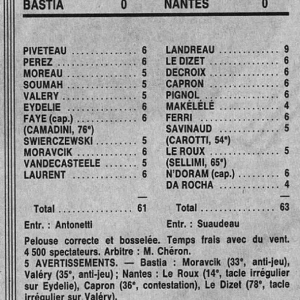 BASTIA 0 NANTES 0
PIVETEAU 6 LANDREAU 9
PEREZ 6 LE DIZET 6
MOREAU 5 DECROIX 6
SOUMAH 5 CAPRON 6
VALERY 5 PIGNOL 6
EYDELIE 6 MAKÉLÉLÉ 4
FAYE (cap.) 6 FERRI 6
(CAMADINI, 76ᵉ) SAVINAUD 5
SWIERCZEWSKI 5 (CAROTTI, 54ᵉ)
MORAVCIK 6 LE ROUX 5
VANDECASTEELE 5 (SELLIMI, 65ᵉ)
LAURENT 6 N'DORAM (cap.) 6
DA ROCHA 4
Total 61 Total 63
Entr. : Antonetti Entr. : Suaudeau
Pelouse correcte et bosselée. Temps frais avec du vent.
4 500 spectateurs. Arbitre : M. Chéron.
5 AVERTISSEMENTS. — Bastia : Moravcik (33ᵉ, anti-jeu),
Valéry (35ᵉ, anti-jeu) ; Nantes : Le Roux (14ᵉ, tacle irrégulier
sur Eydelie), Capron (36ᵉ, contestation), Le Dizet (78ᵉ, tacle
irrégulier sur Valéry).